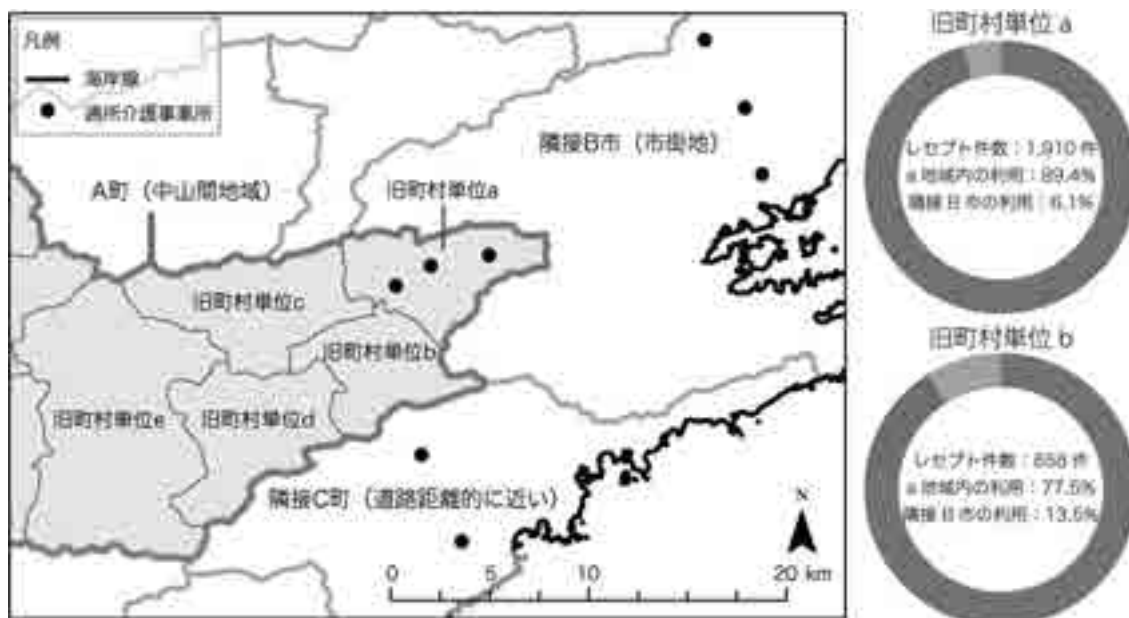 凡例
海岸線
通所介護事業所
A町（中山間地域）
隣接B市（市街地）
旧町村単位a
旧町村単位c
旧町村単位b
旧町村単位e
旧町村単位d
隣接C町（道路距離的に近い）
N
0 5 10 20 km
旧町村単位 a
レセプト件数：1,910 件
a 地域内の利用：89.4%
隣接 B 市の利用：6.1%
旧町村単位 b
レセプト件数：858 件
a 地域内の利用：77.5%
隣接 B 市の利用：13.5%